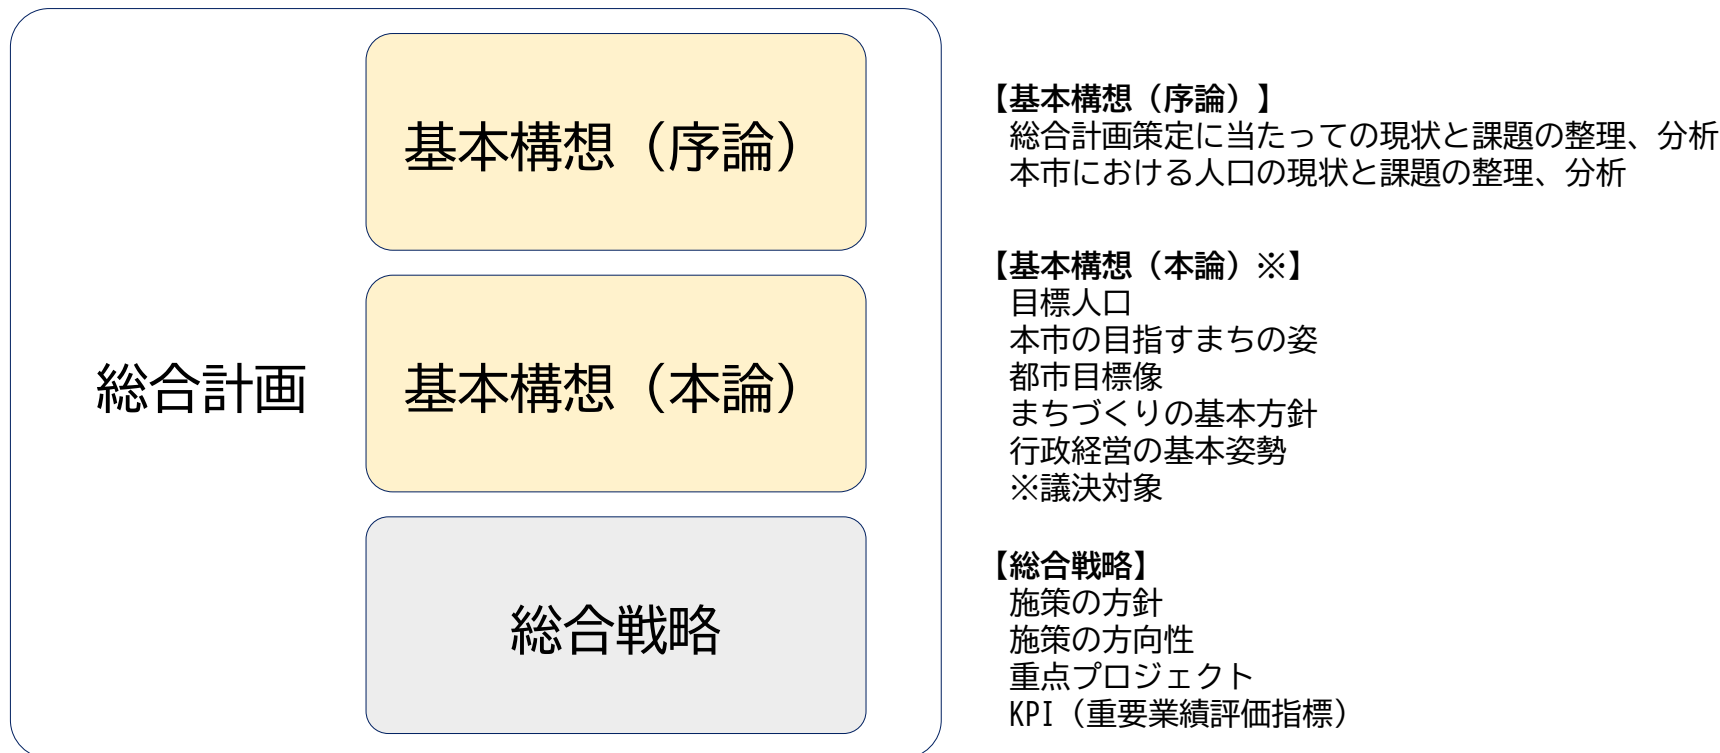 総合計画
基本構想（序論）
基本構想（本論）
総合戦略
【基本構想（序論）】
総合計画策定に当たっての現状と課題の整理、分析
本市における人口の現状と課題の整理、分析
【基本構想（本論）※】
目標人口
本市の目指すまちの姿
都市目標像
まちづくりの基本方針
行政経営の基本姿勢
※議決対象
【総合戦略】
施策の方針
施策の方向性
重点プロジェクト
KPI（重要業績評価指標）